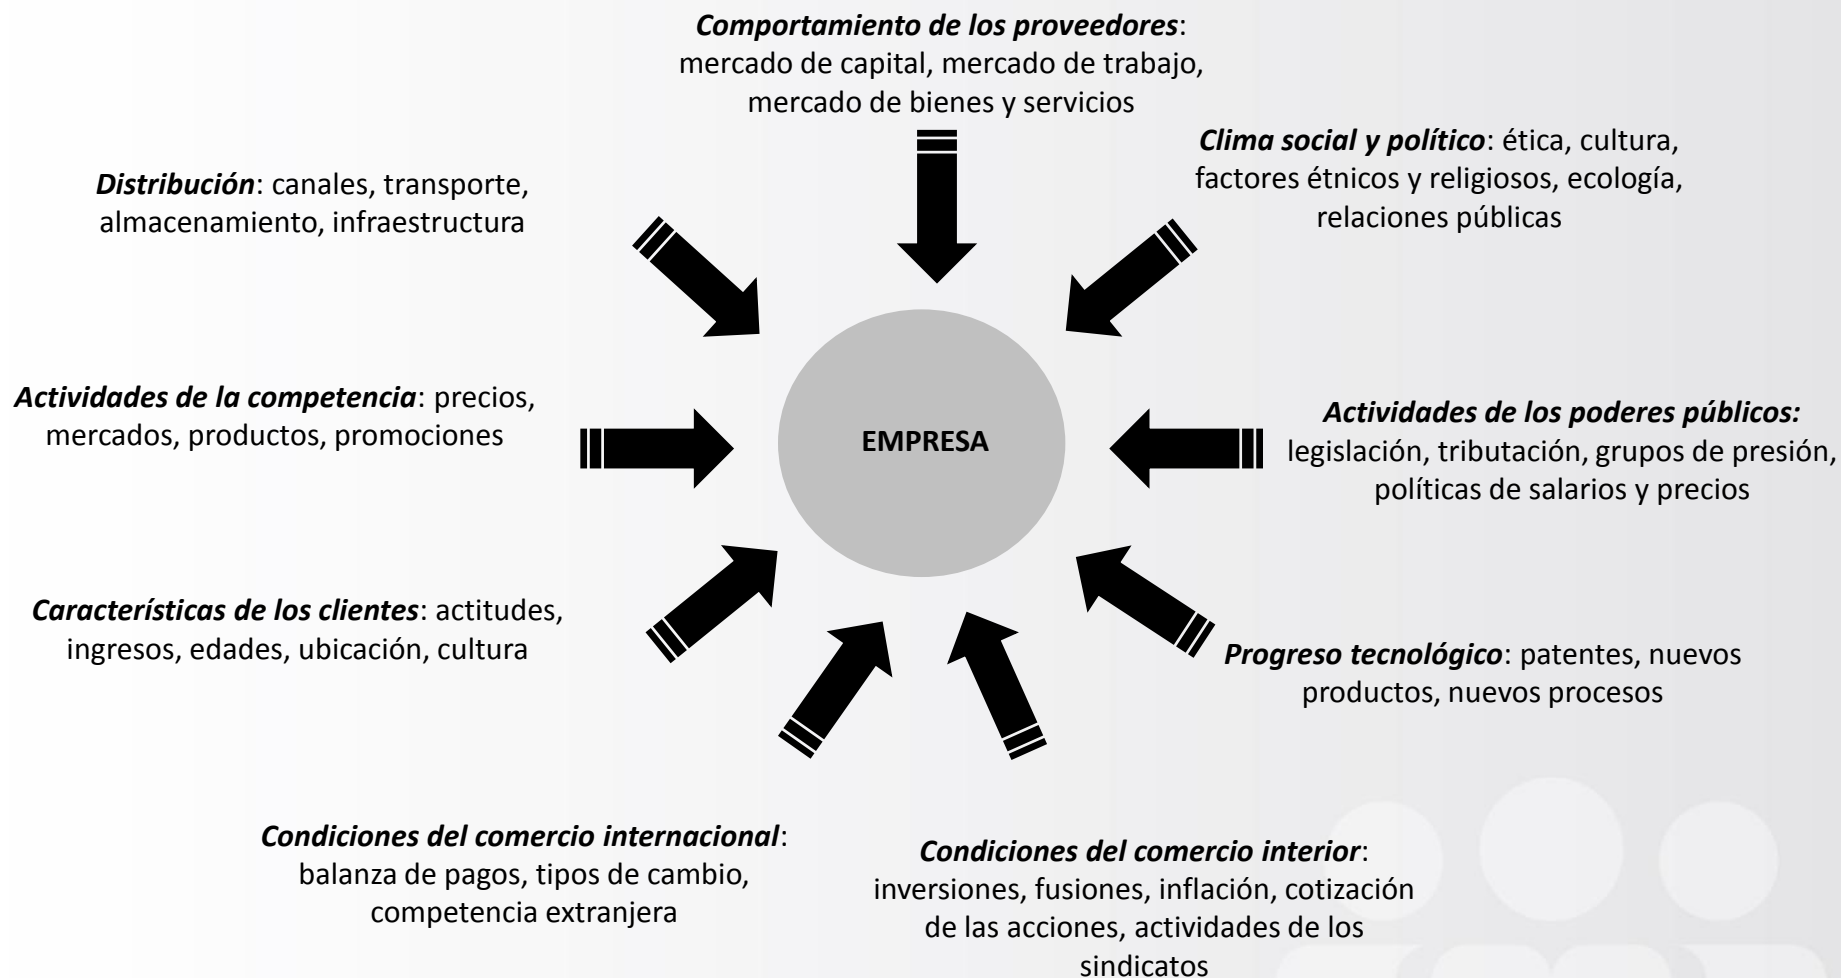 Comportamiento de los proveedores:
mercado de capital, mercado de trabajo,
mercado de bienes y servicios
Clima social y político: ética, cultura,
factores étnicos y religiosos, ecología,
relaciones públicas
Distribución: canales, transporte,
almacenamiento, infraestructura
Actividades de la competencia: precios,
mercados, productos, promociones
EMPRESA
Actividades de los poderes públicos:
legislación, tributación, grupos de presión,
políticas de salarios y precios
Características de los clientes: actitudes,
ingresos, edades, ubicación, cultura
Progreso tecnológico: patentes, nuevos
productos, nuevos procesos
Condiciones del comercio internacional:
balanza de pagos, tipos de cambio,
competencia extranjera
Condiciones del comercio interior:
inversiones, fusiones, inflación, cotización
de las acciones, actividades de los
sindicatos